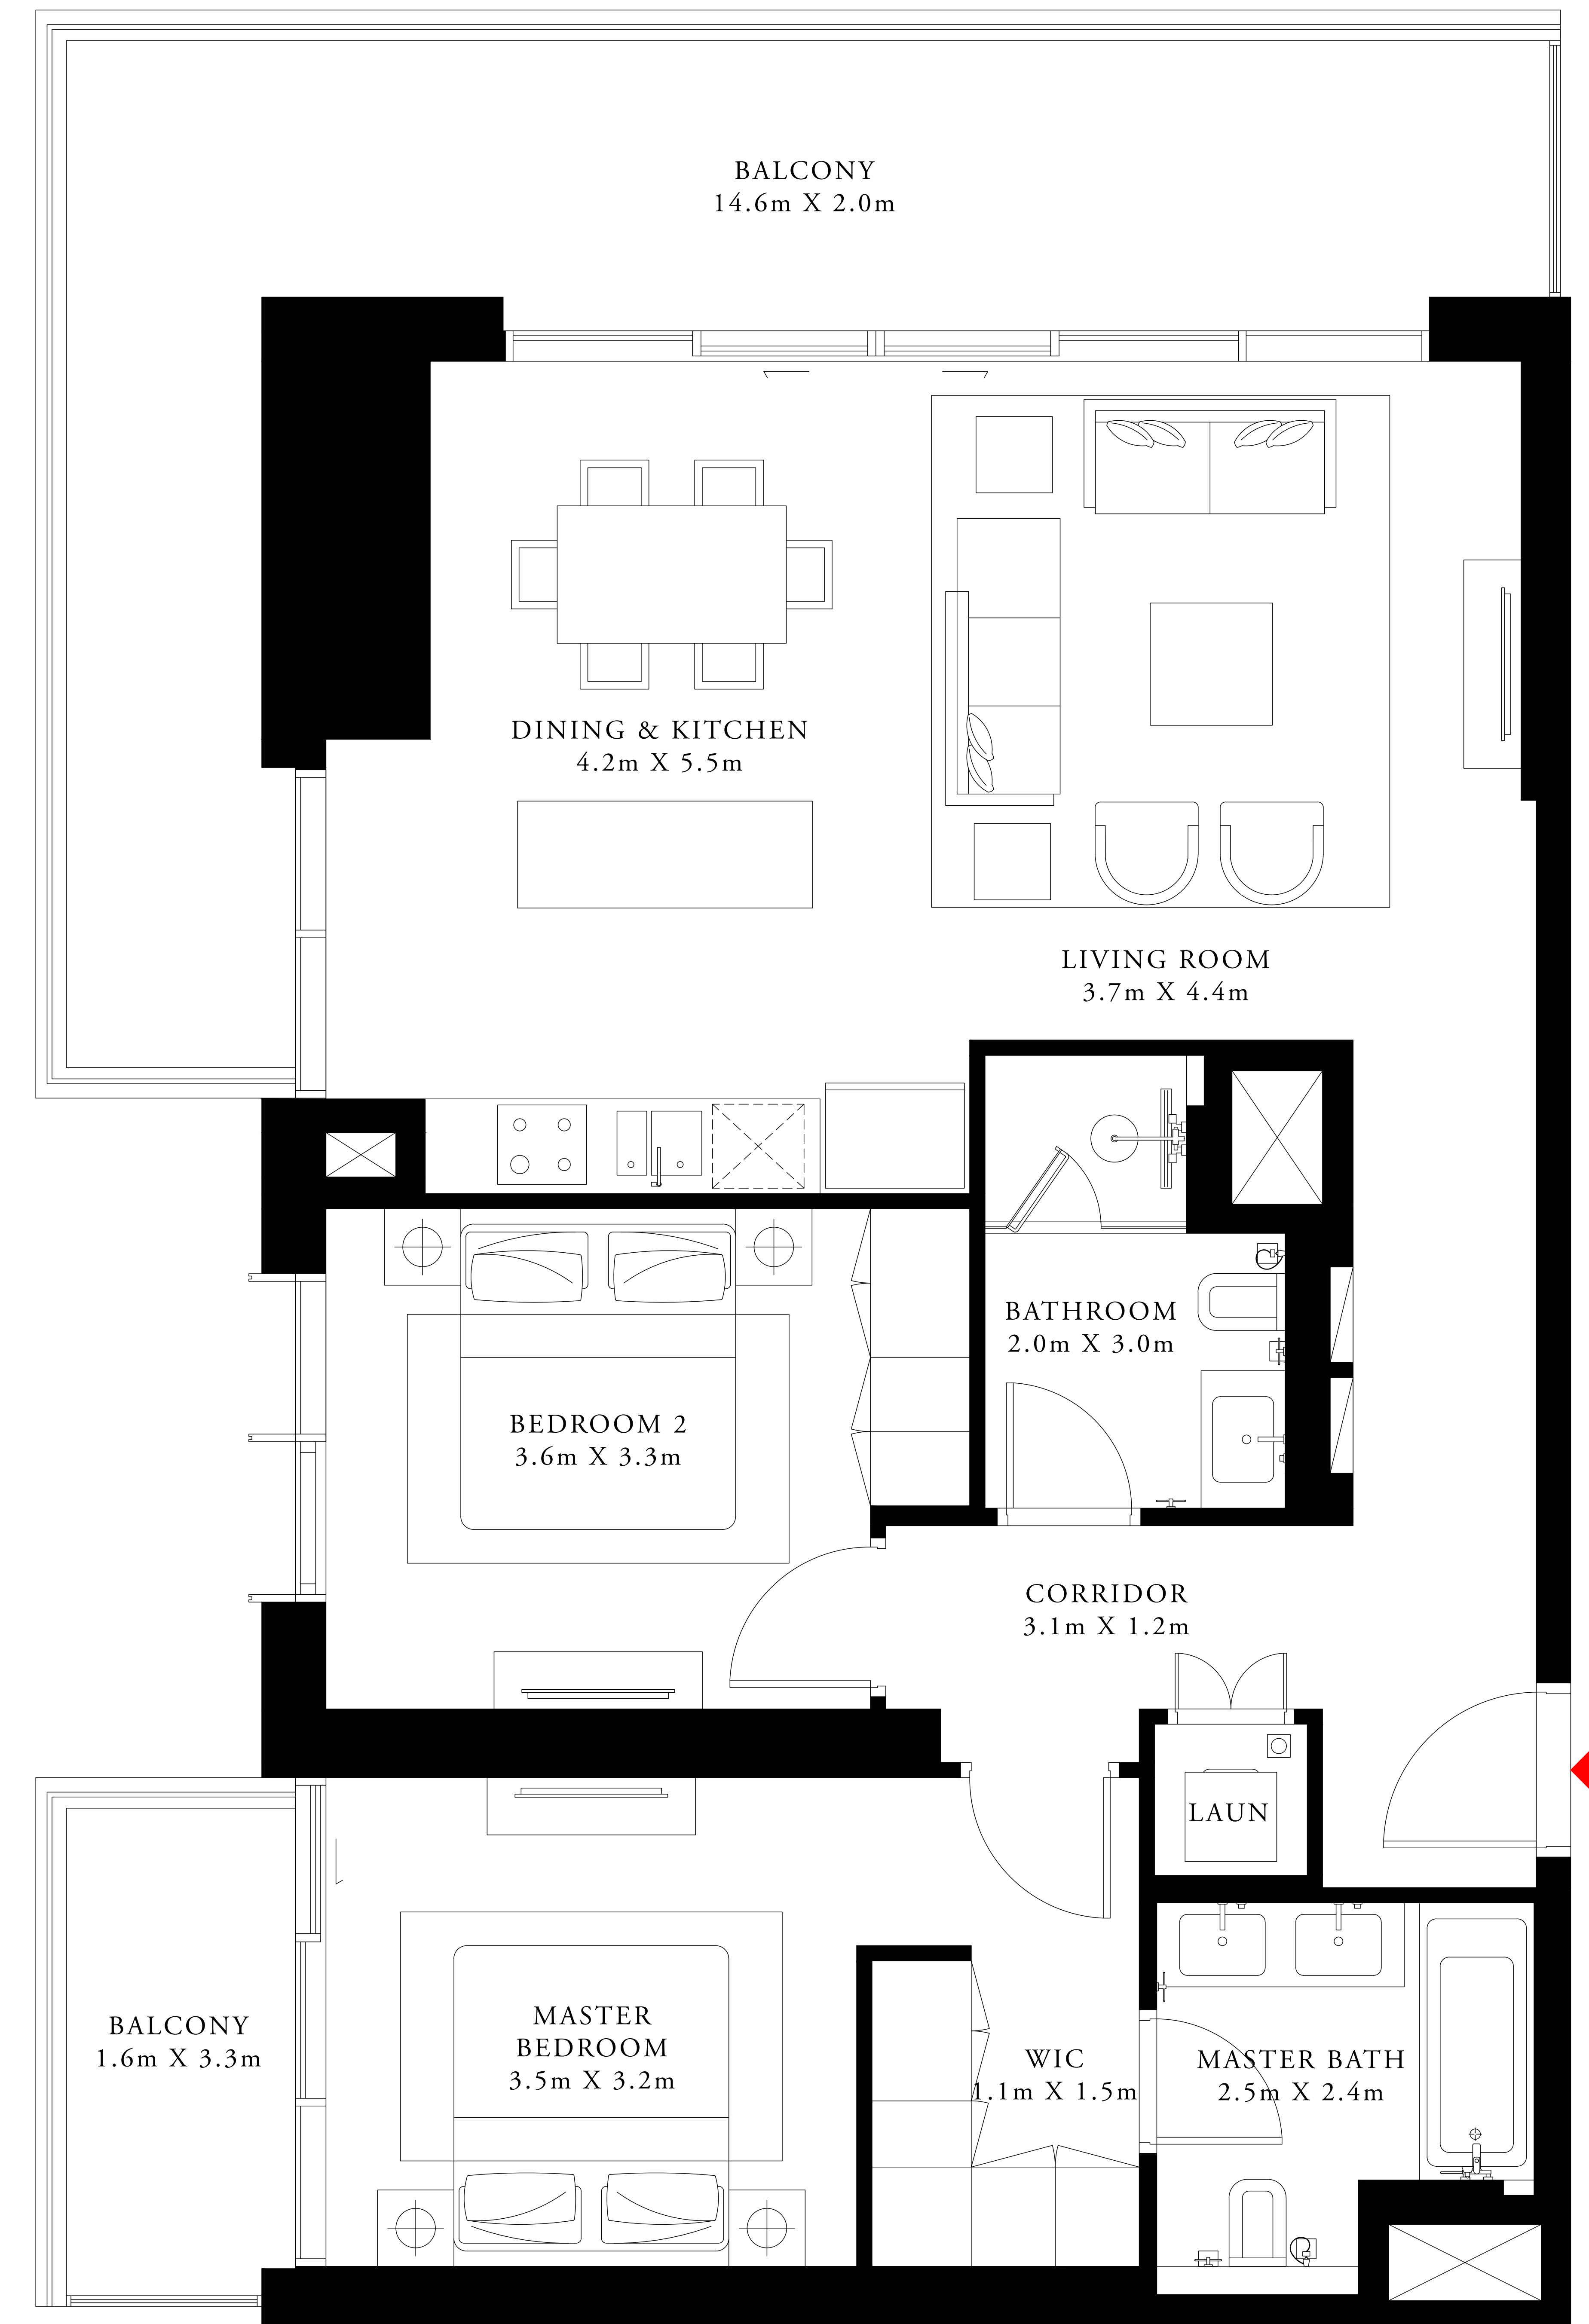 BALCONY
14.6m X 2.0m
DINING & KITCHEN
4.2m X 5.5m
LIVING ROOM
3.7m X 4.4m
BATHROOM
2.0m X 3.0m
BEDROOM 2
3.6m X 3.3m
CORRIDOR
3.1m X 1.2m
LAUN
BALCONY
1.6m X 3.3m
MASTER
BEDROOM
3.5m X 3.2m
WIC
1.1m X 1.5m
MASTER BATH
2.5m X 2.4m